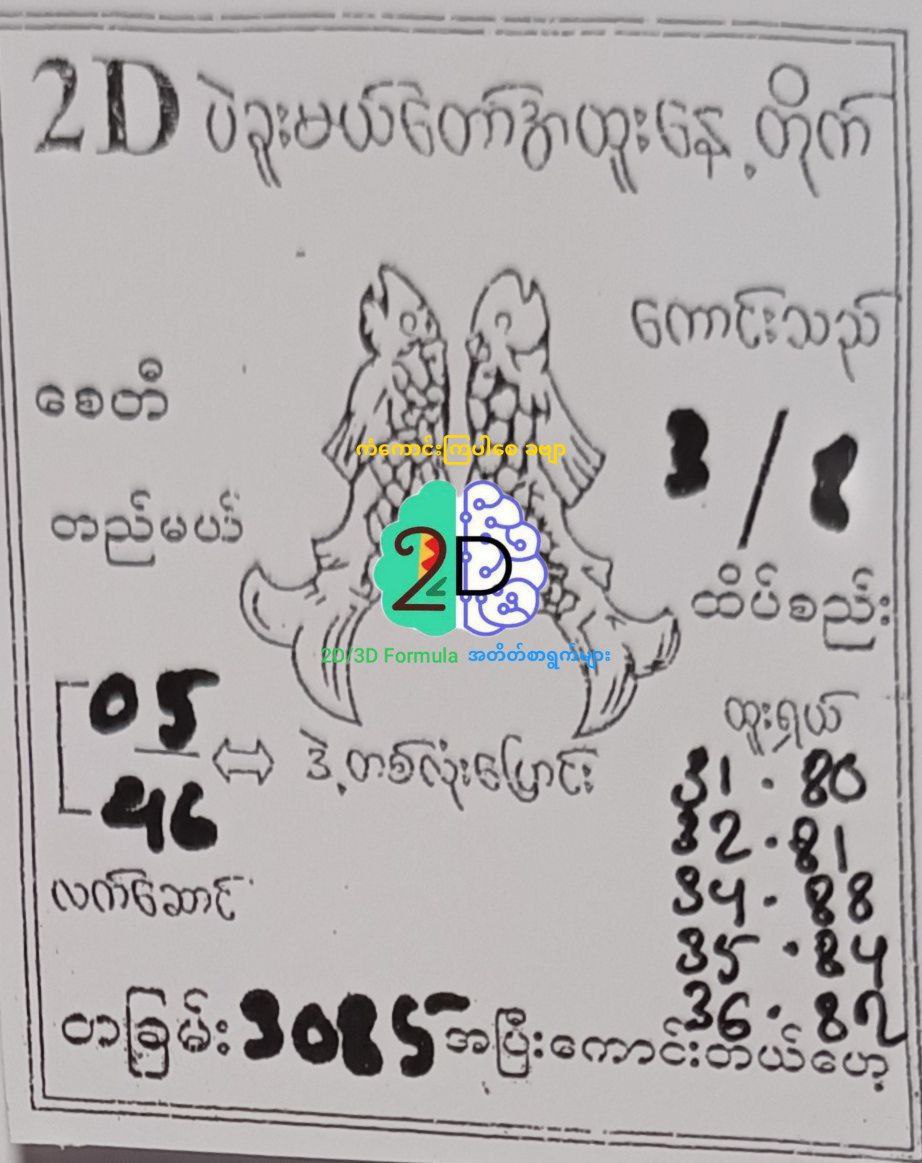 2D ပဲခူးမယ်တော်အထူးနေ့တိုက်
ကောင်းသည်
စေတီ
3/8
ကံကောင်းကြပါစေ ခဗျာ
တည်မယ်
2D
ထိပ်စည်း
2D/3D Formula အတိတ်စာရွက်များ
05
ထူးရှယ်
46
ဒဲ့တစ်လုံးပြောင်း
31 · 80
32 · 81
လက်ဆောင်
34 · 88
35 · 84
36 · 82
တခြမ်း 3085 အပြီးကောင်းတယ်ဟေ့